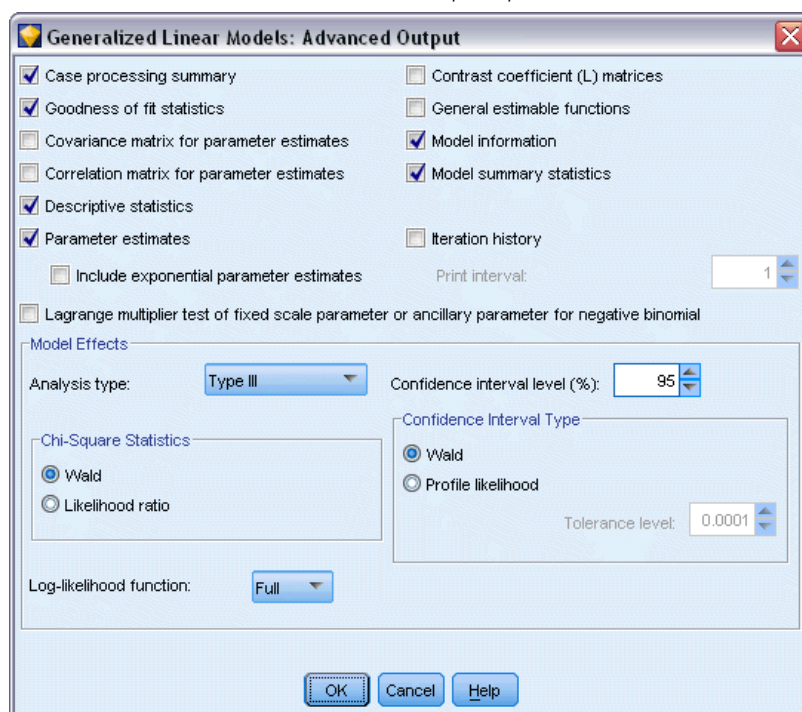 Generalized Linear Models: Advanced Output
Case processing summary
Contrast coefficient (L) matrices
Goodness of fit statistics
General estimable functions
Covariance matrix for parameter estimates
Model information
Correlation matrix for parameter estimates
Model summary statistics
Descriptive statistics
Parameter estimates
Iteration history
Include exponential parameter estimates
Print interval:
1
Lagrange multiplier test of fixed scale parameter or ancillary parameter for negative binomial
Model Effects
Analysis type:
Type III
Confidence interval level (%):
95
Chi-Square Statistics
Wald
Likelihood ratio
Confidence Interval Type
Wald
Profile likelihood
Tolerance level:
0.0001
Log-likelihood function:
Full
OK
Cancel
Help